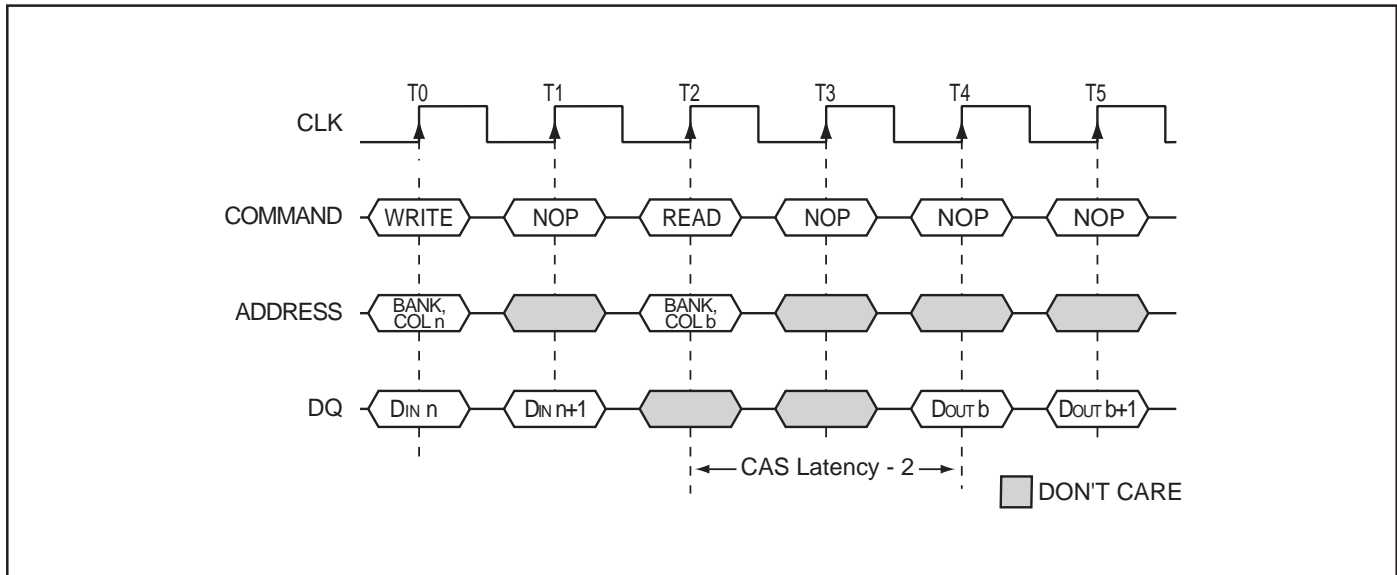 T0 T1 T2 T3 T4 T5
CLK
COMMAND WRITE NOP READ NOP NOP NOP
ADDRESS BANK, COL n BANK, COL b
DQ DIN n DIN n+1 DOUT b DOUT b+1
CAS Latency - 2
DON'T CARE